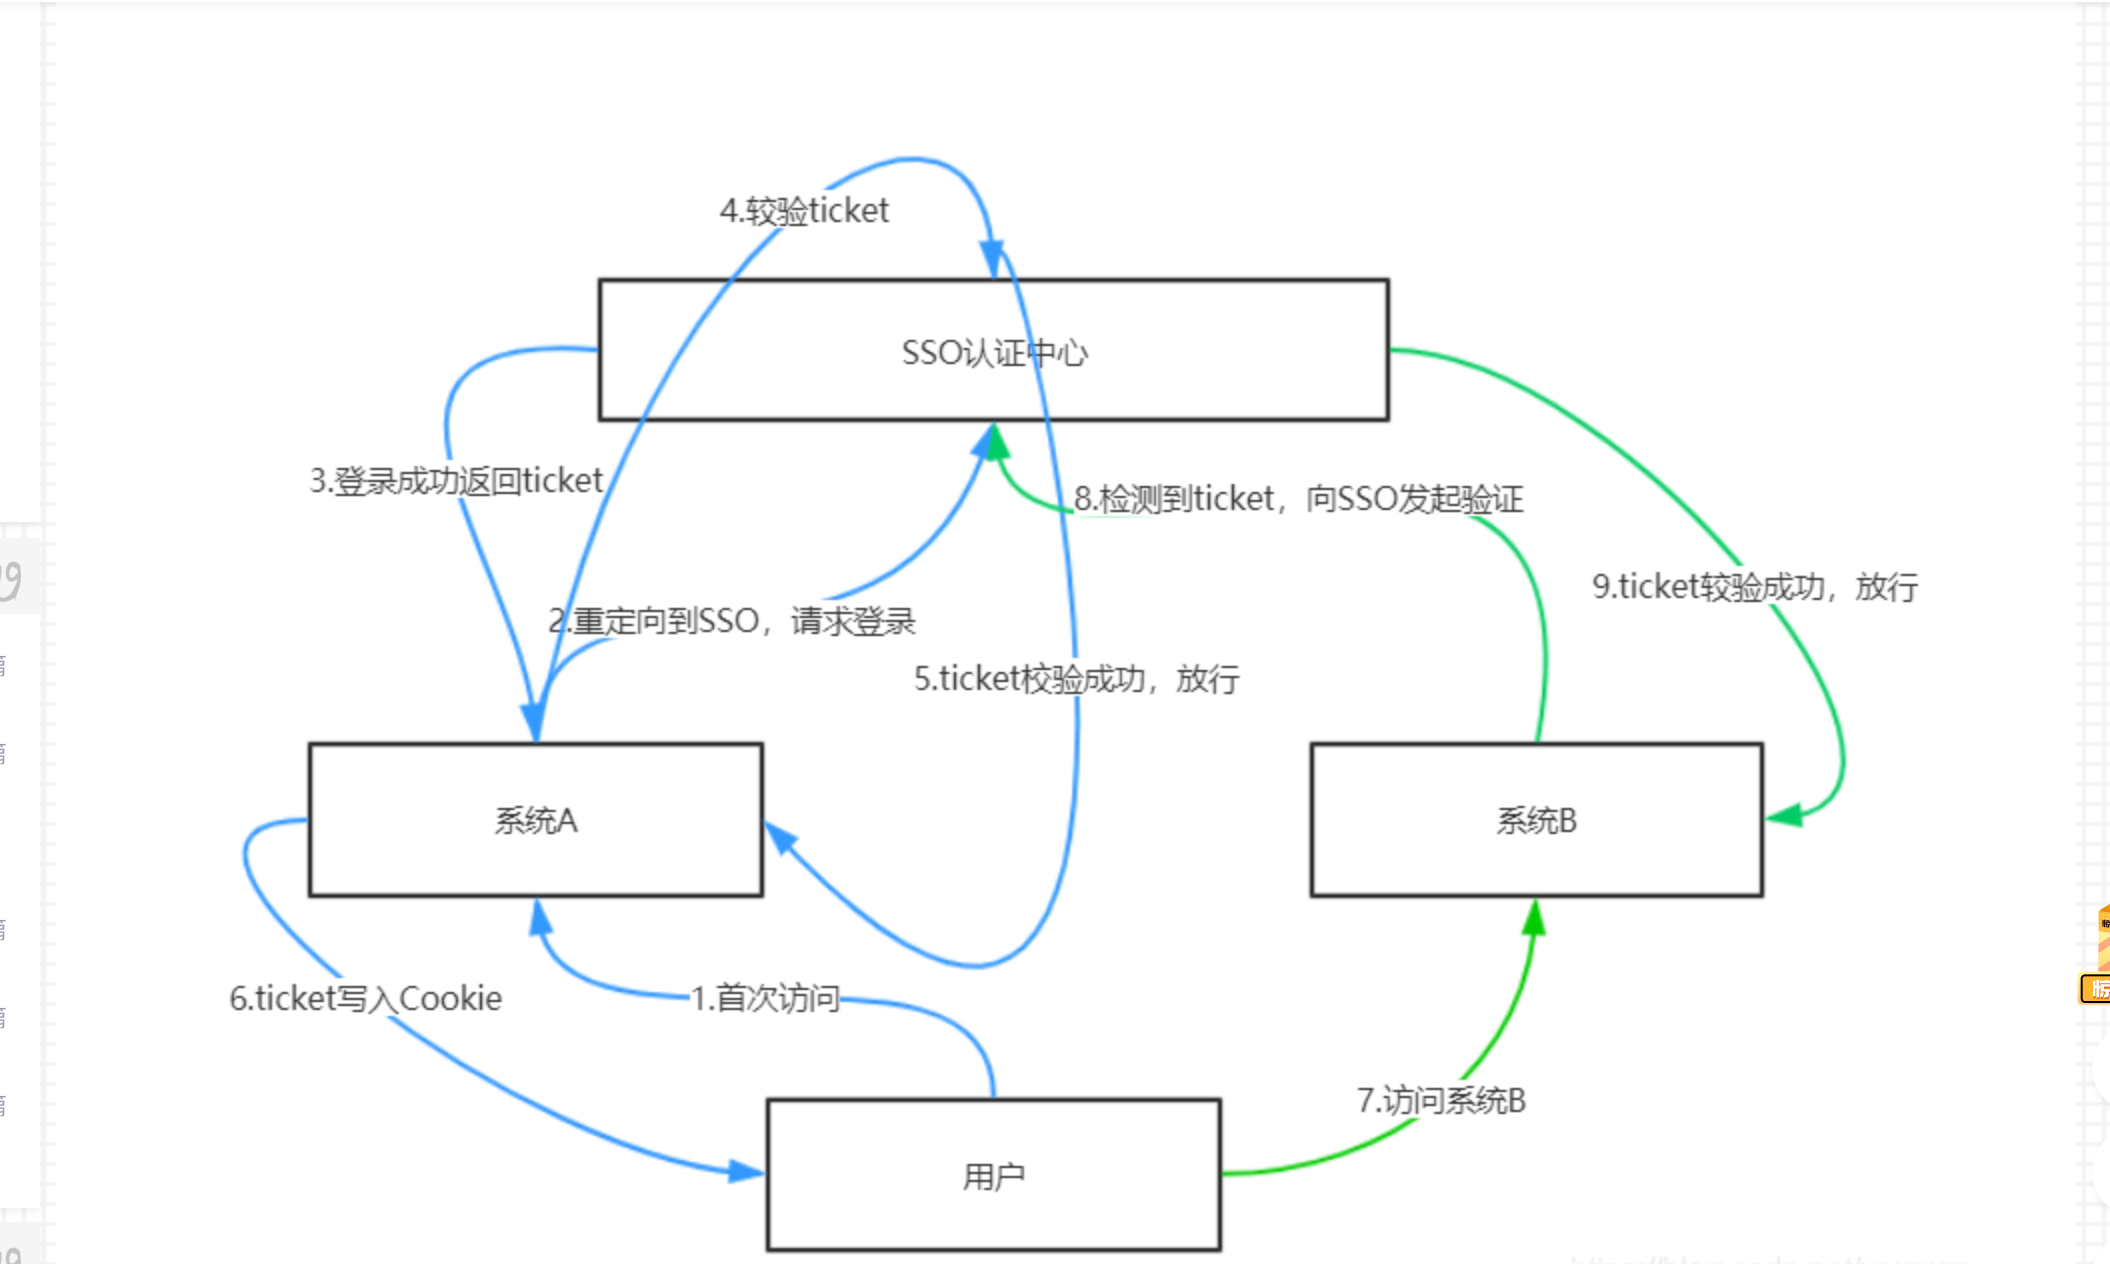 4.较验ticket
SSO认证中心
3.登录成功返回ticket
8.检测到ticket，向SSO发起验证
9.ticket较验成功，放行
2.重定向到SSO，请求登录
5.ticket校验成功，放行
系统A
系统B
6.ticket写入Cookie
1.首次访问
7.访问系统B
用户